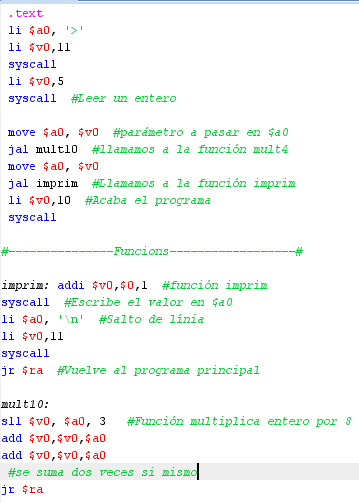 .text
li $a0, '>'
li $v0,11
syscall
li $v0,5
syscall #Leer un entero
move $a0, $v0 #parámetro a pasar en $a0
jal mult10 #llamamos a la función mult4
move $a0, $v0
jal imprim #Llamamos a la función imprim
li $v0,10 #Acaba el programa
syscall
#---------------Funcions------------------#
imprim: addi $v0,$0,1 #función imprim
syscall #Escribe el valor en $a0
li $a0, '\n' #Salto de línia
li $v0,11
syscall
jr $ra #Vuelve al programa principal
mult10:
sll $v0, $a0, 3 #Función multiplica entero por 8
add $v0,$v0,$a0
add $v0,$v0,$a0
#se suma dos veces si mismo
jr $ra